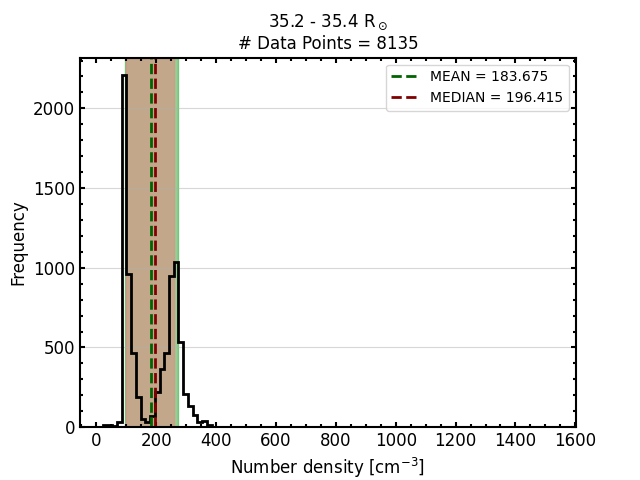 35.2 - 35.4 R⊙
# Data Points = 8135
MEAN = 183.675
MEDIAN = 196.415
Frequency
2000
1500
1000
500
0
0 200 400 600 800 1000 1200 1400 1600
Number density [cm⁻³]